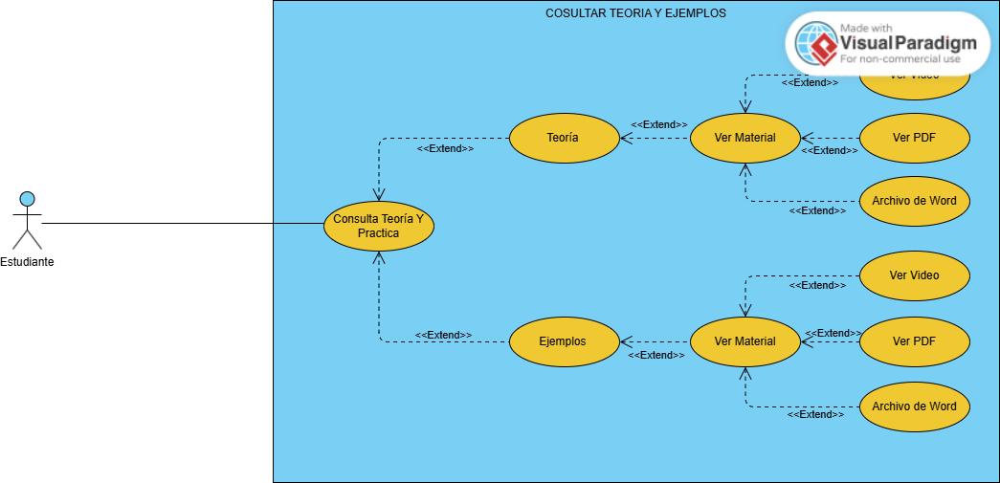 COSULTAR TEORIA Y EJEMPLOS
Made with
Visual Paradigm
For non-commercial use
Ver Video
<<Extend>>
Teoría
<<Extend>>
Ver Material
<<Extend>>
Ver PDF
<<Extend>>
Archivo de Word
<<Extend>>
Consulta Teoría Y
Practica
Estudiante
Ver Video
<<Extend>>
<<Extend>>
Ejemplos
<<Extend>>
Ver Material
<<Extend>>
Ver PDF
Archivo de Word
<<Extend>>